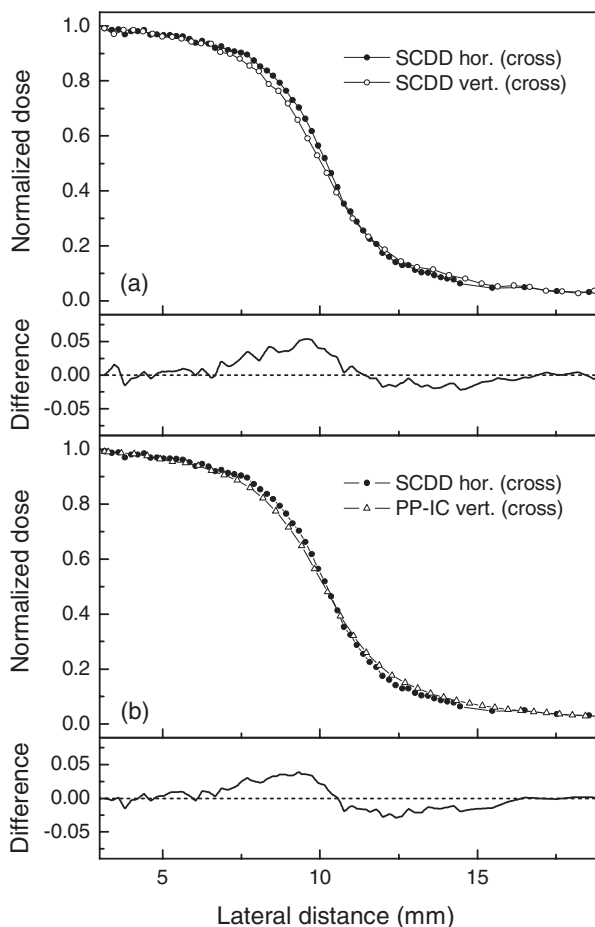 1.0
0.8
0.6
0.4
0.2
0.0
Normalized dose
SCDD hor. (cross)
SCDD vert. (cross)
(a)
0.05
0.00
-0.05
Difference
1.0
0.8
0.6
0.4
0.2
0.0
Normalized dose
SCDD hor. (cross)
PP-IC vert. (cross)
(b)
0.05
0.00
-0.05
Difference
5 10 15
Lateral distance (mm)